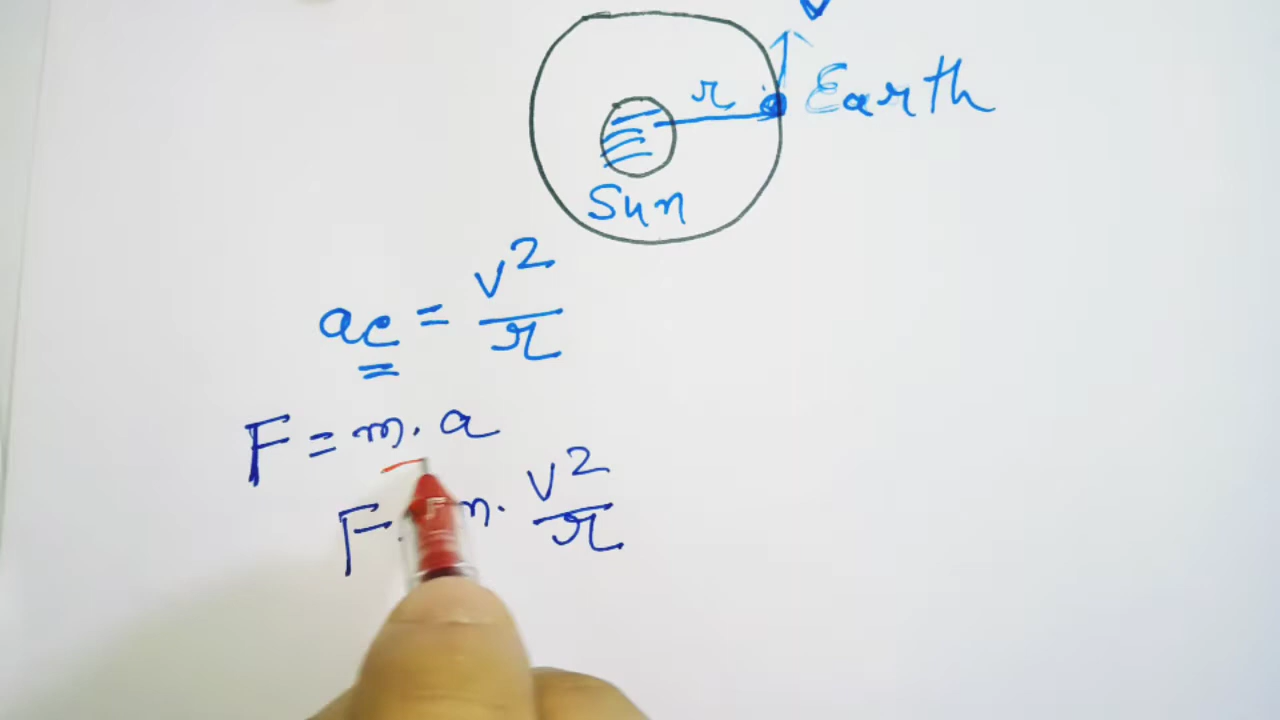 V
r
Earth
Sun
ac = v²/r
F = m.a
F m. v²/r